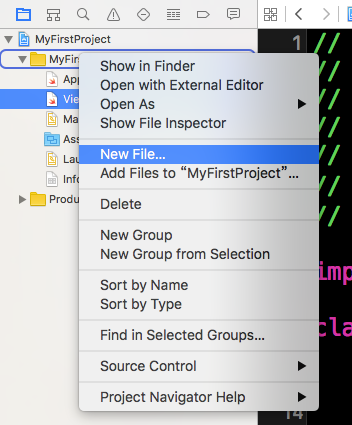 MyFirstProject
MyFirs
App
View
Ma
Ass
Lau
Info
Produ
Show in Finder
Open with External Editor
Open As
Show File Inspector
New File...
Add Files to “MyFirstProject”...
Delete
New Group
New Group from Selection
Sort by Name
Sort by Type
Find in Selected Groups...
Source Control
Project Navigator Help
1
//
//
//
//
//
//
//
imp
cla
14